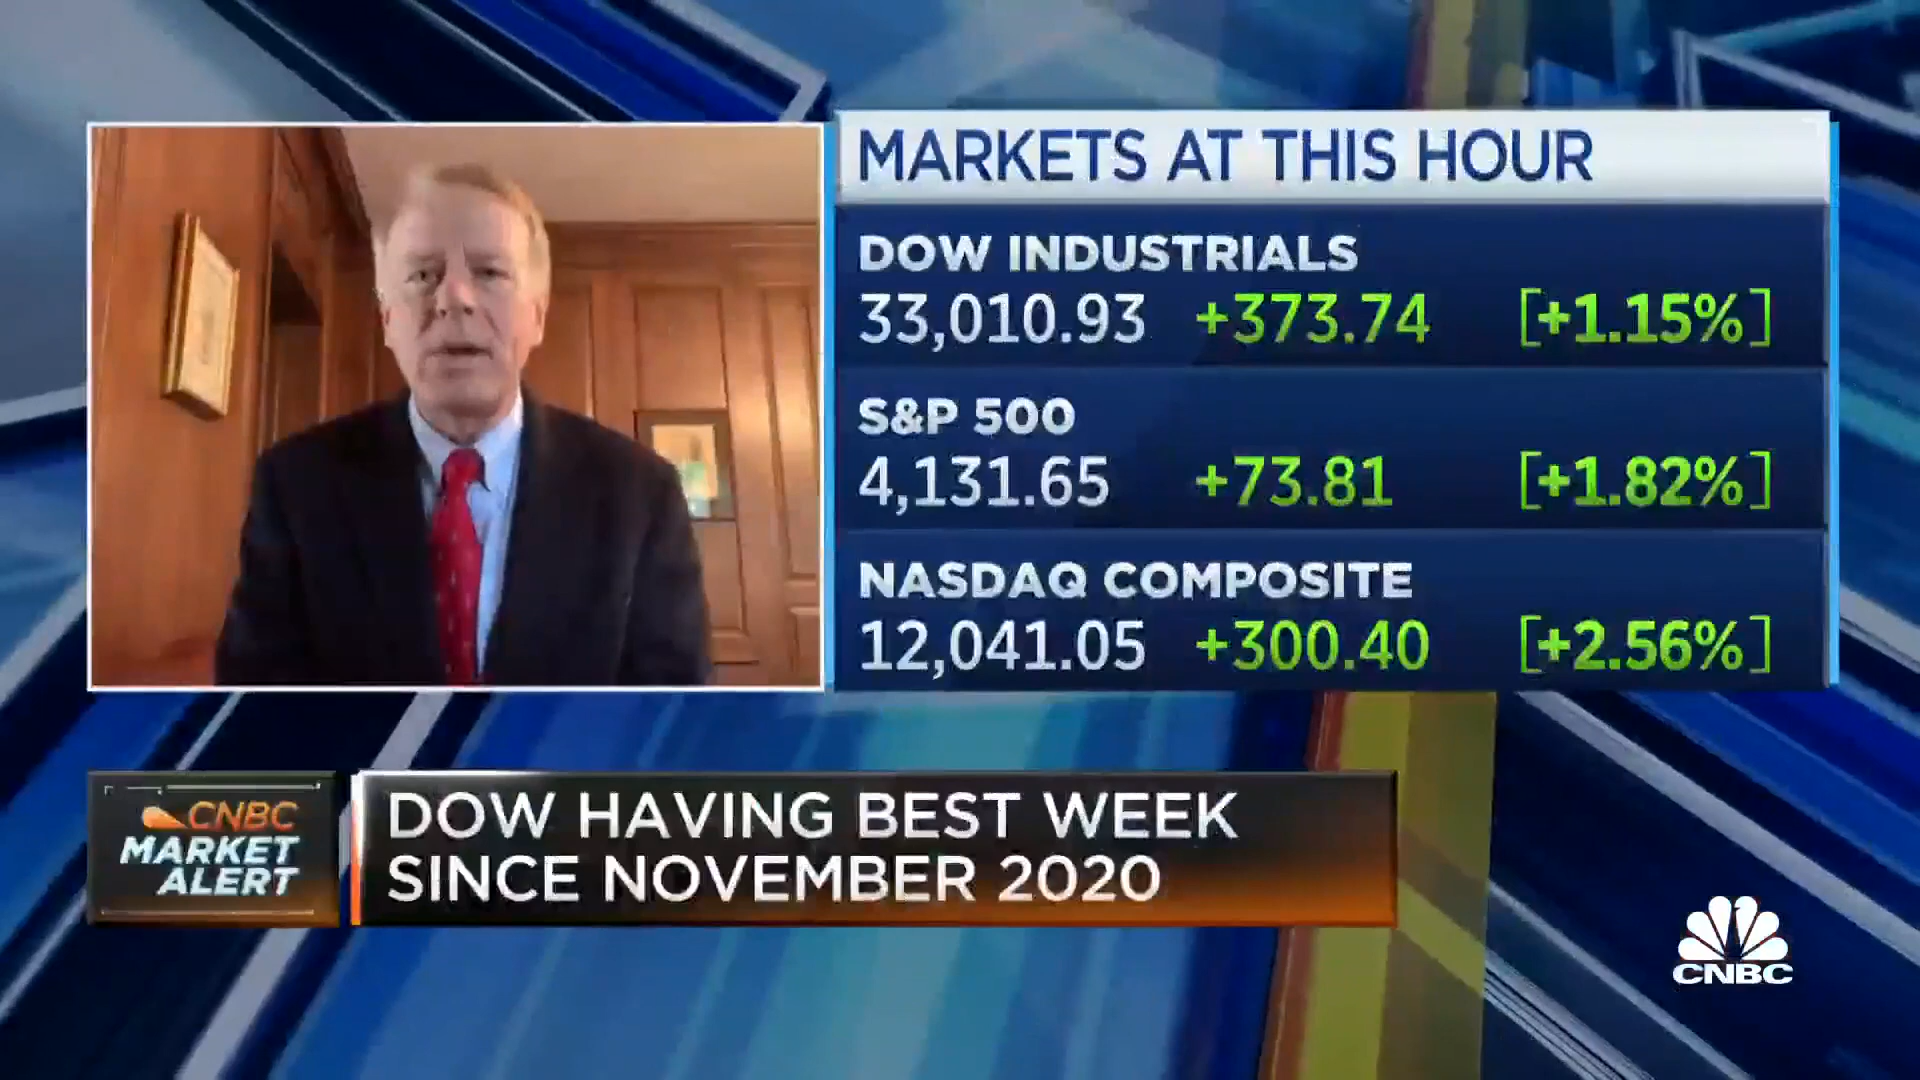 MARKETS AT THIS HOUR
DOW INDUSTRIALS
33,010.93 +373.74 [+1.15%]
S&P 500
4,131.65 +73.81 [+1.82%]
NASDAQ COMPOSITE
12,041.05 +300.40 [+2.56%]
CNBC
MARKET
ALERT
DOW HAVING BEST WEEK
SINCE NOVEMBER 2020
CNBC